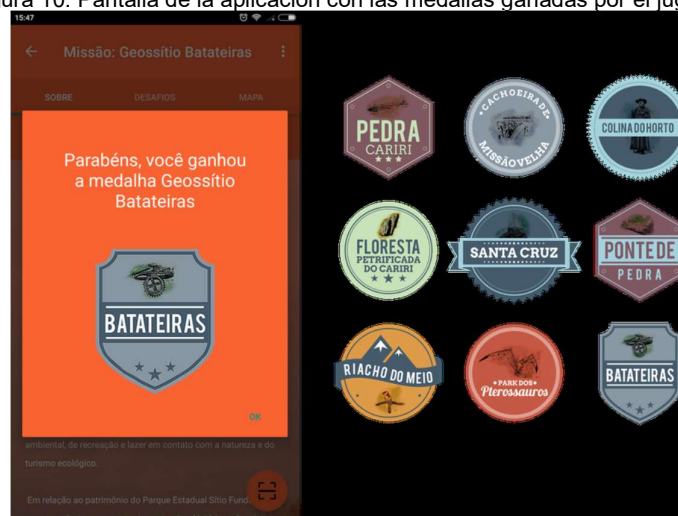 ura 10. Pantalla de la aplicación con las medallas ganadas por el jug
15:47
Missão: Geossítio Batateiras
SOBRE DESAFIOS MAPA
Parabéns, você ganhou
a medalha Geossítio
Batateiras
BATATEIRAS
OK
ambiental, de recreação e lazer em contato com a natureza e do
turismo ecológico.
Em relação ao patrimônio do Parque Estadual Sítio Fund
PEDRA
CARIRI
CACHOEIRA DE
MISSÃO VELHA
COLINA DO HORTO
FLORESTA
PETRIFICADA
DO CARIRI
SANTA CRUZ
PONTE DE
PEDRA
RIACHO DO MEIO
PARK DOS
Pterossauros
BATATEIRAS